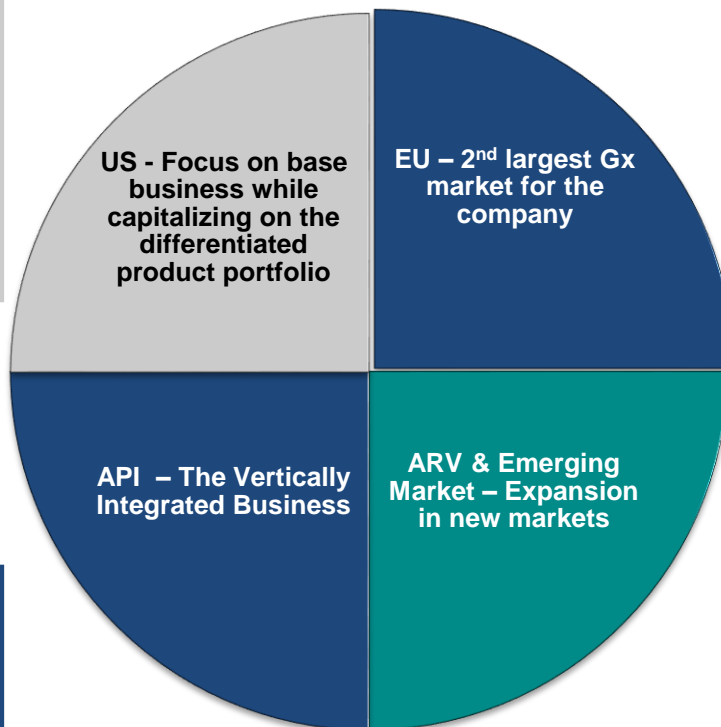 US - Focus on base
business while
capitalizing on the
differentiated
product portfolio
EU – 2nd largest Gx
market for the
company
API – The Vertically
Integrated Business
ARV & Emerging
Market – Expansion
in new markets